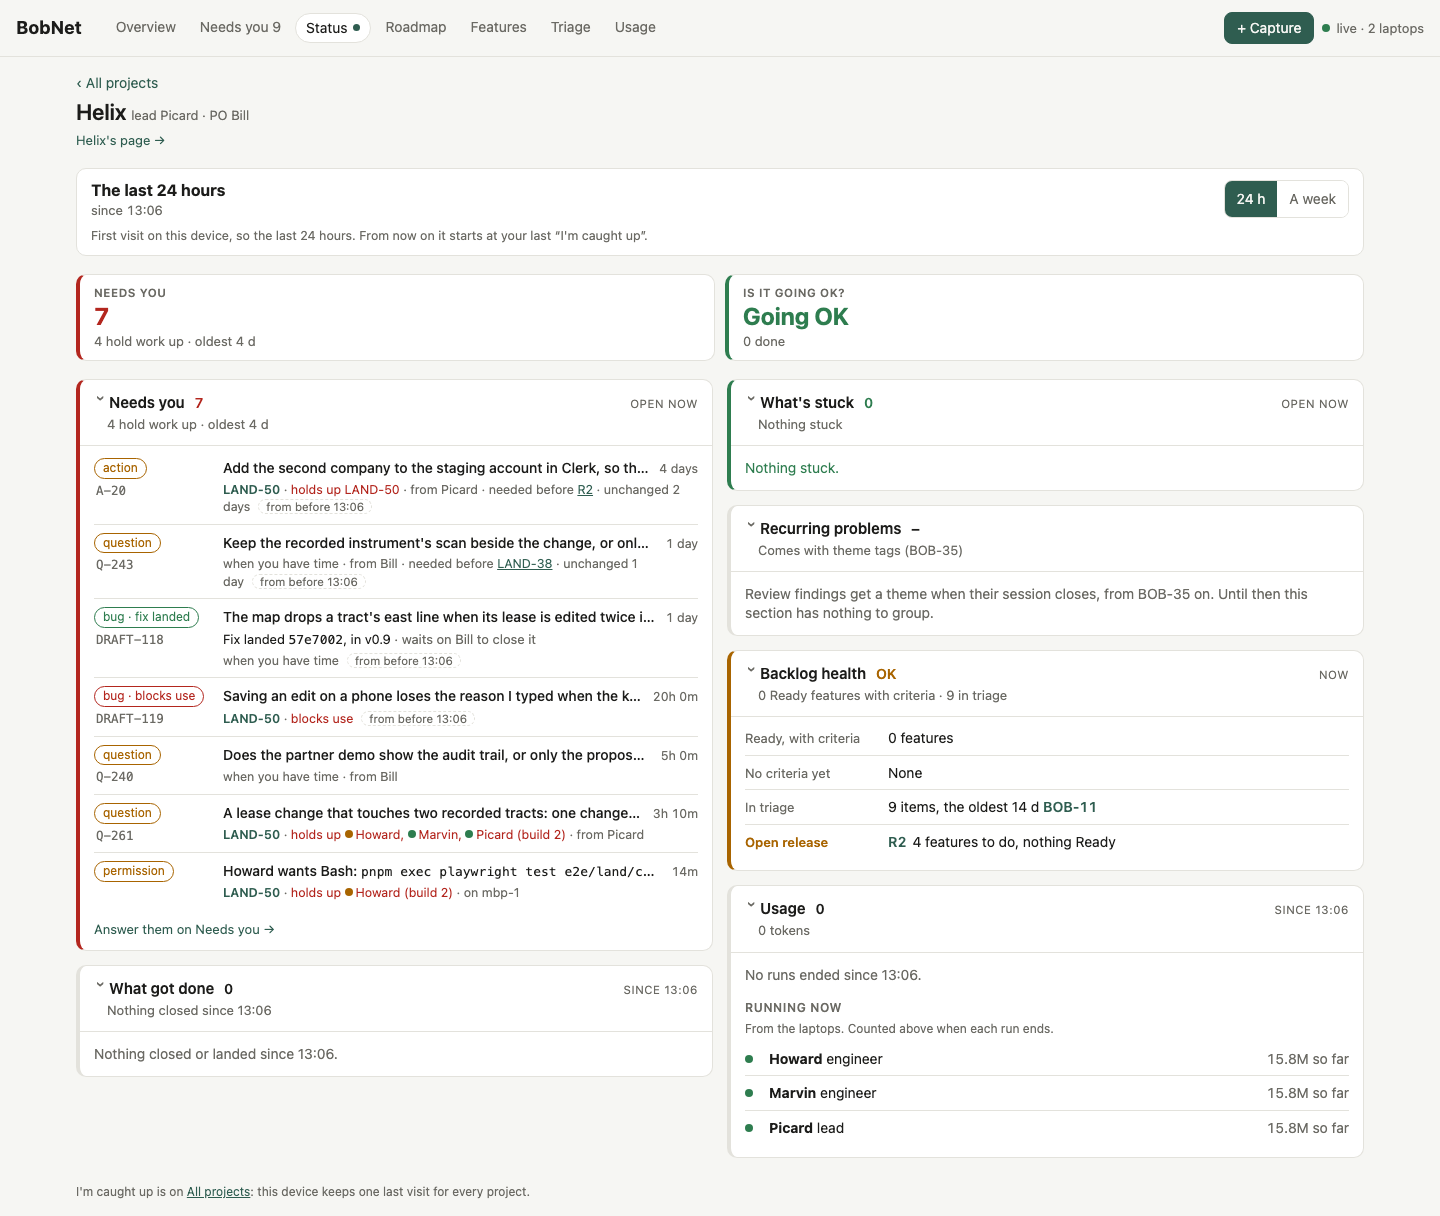 BobNet Overview Needs you 9 Status Roadmap Features Triage Usage + Capture live · 2 laptops
‹ All projects
Helix lead Picard · PO Bill
Helix's page →
The last 24 hours
since 13:06
24 h A week
First visit on this device, so the last 24 hours. From now on it starts at your last “I'm caught up”.
NEEDS YOU
7
4 hold work up · oldest 4 d
IS IT GOING OK?
Going OK
0 done
Needs you 7 OPEN NOW
4 hold work up · oldest 4 d
action Add the second company to the staging account in Clerk, so th... 4 days
A-20 LAND-50 · holds up LAND-50 · from Picard · needed before R2 · unchanged 2
days from before 13:06
question Keep the recorded instrument's scan beside the change, or onl... 1 day
Q-243 when you have time · from Bill · needed before LAND-38 · unchanged 1
day from before 13:06
bug · fix landed The map drops a tract's east line when its lease is edited twice i... 1 day
DRAFT-118 Fix landed 57e7002, in v0.9 · waits on Bill to close it
when you have time from before 13:06
bug · blocks use Saving an edit on a phone loses the reason I typed when the k... 20h 0m
DRAFT-119 LAND-50 · blocks use from before 13:06
question Does the partner demo show the audit trail, or only the propos... 5h 0m
Q-240 when you have time · from Bill
question A lease change that touches two recorded tracts: one change... 3h 10m
Q-261 LAND-50 · holds up Howard, Marvin, Picard (build 2) · from Picard
permission Howard wants Bash: pnpm exec playwright test e2e/land/c... 14m
LAND-50 · holds up Howard (build 2) · on mbp-1
Answer them on Needs you →
What got done 0 SINCE 13:06
Nothing closed since 13:06
Nothing closed or landed since 13:06.
What's stuck 0 OPEN NOW
Nothing stuck
Nothing stuck.
Recurring problems –
Comes with theme tags (BOB-35)
Review findings get a theme when their session closes, from BOB-35 on. Until then this
section has nothing to group.
Backlog health OK NOW
0 Ready features with criteria · 9 in triage
Ready, with criteria 0 features
No criteria yet None
In triage 9 items, the oldest 14 d BOB-11
Open release R2 4 features to do, nothing Ready
Usage 0 SINCE 13:06
0 tokens
No runs ended since 13:06.
RUNNING NOW
From the laptops. Counted above when each run ends.
Howard engineer 15.8M so far
Marvin engineer 15.8M so far
Picard lead 15.8M so far
I'm caught up is on All projects: this device keeps one last visit for every project.